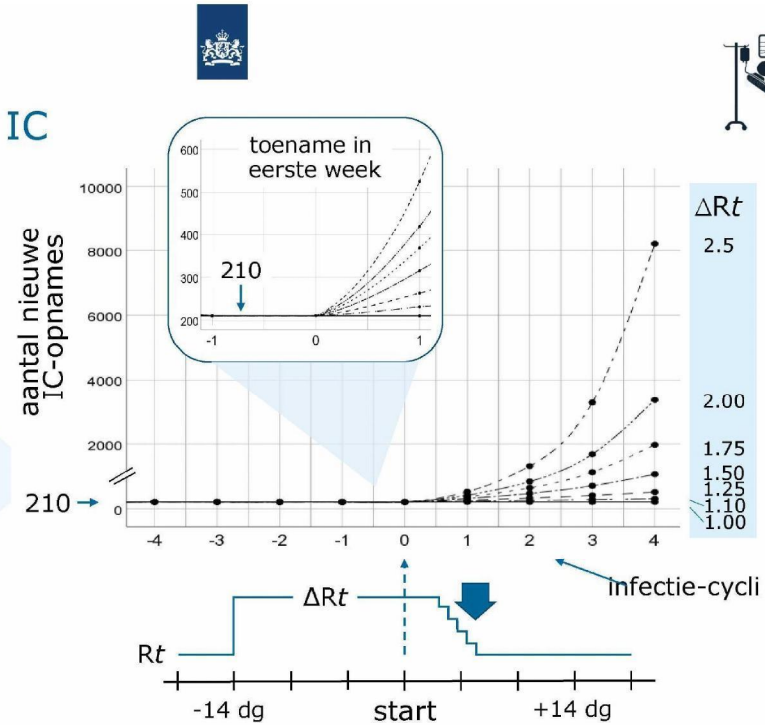 IC
toename in
eerste week
600
500
400
300
200
210
-1
0
1
aantal nieuwe
IC-opnames
10000
8000
6000
4000
2000
0
210
-4
-3
-2
-1
0
1
2
3
4
ΔRt
2.5
2.00
1.75
1.50
1.25
1.10
1.00
infectie-cycli
ΔRt
Rt
-14 dg
start
+14 dg